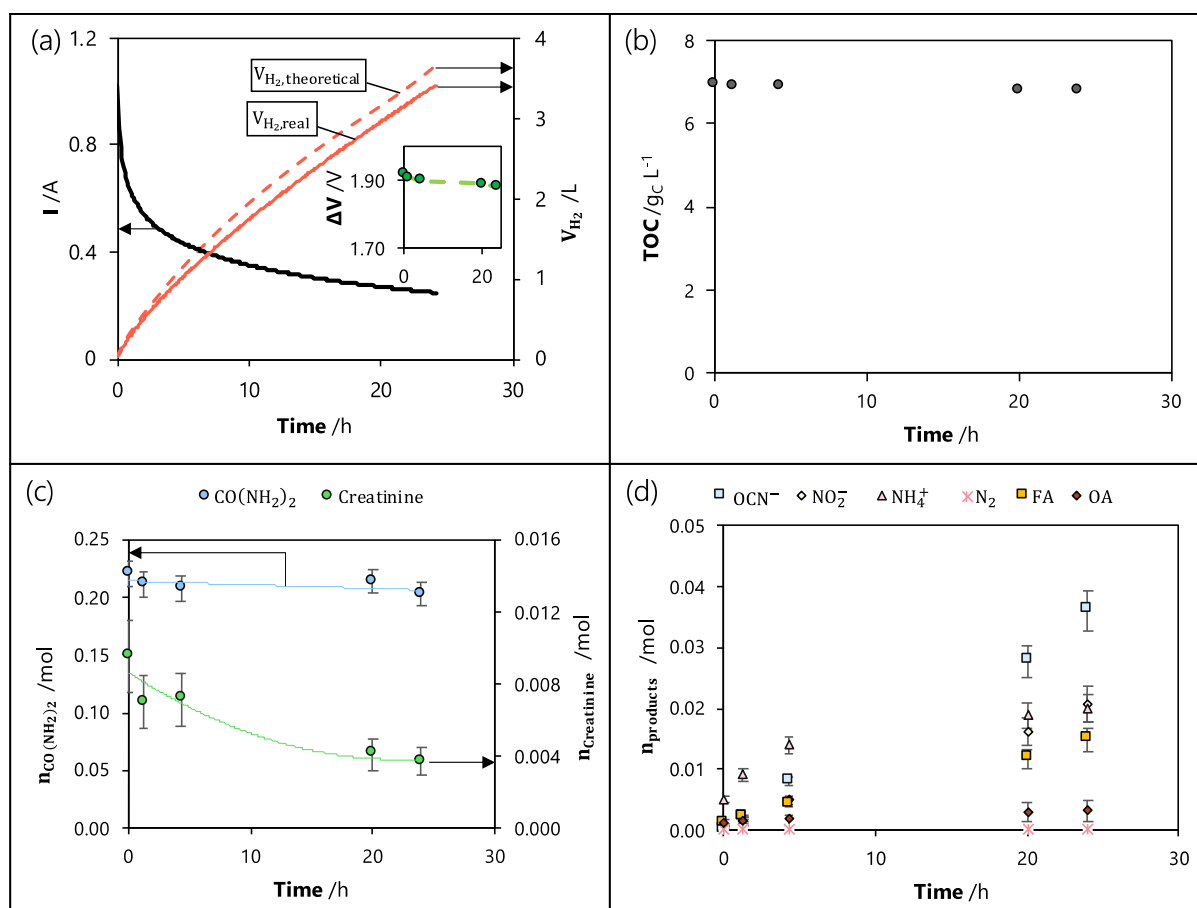 (a)
1.2
0.8
0.4
0
I /A
4
3
2
1
0
V_H₂ /L
V_H₂,theoretical
V_H₂,real
1.90
1.70
ΔV /V
0 20
0 10 20 30
Time /h
(b)
8
6
4
2
0
TOC /g_C L⁻¹
0 10 20 30
Time /h
(c)
CO(NH₂)₂ Creatinine
0.25
0.20
0.15
0.10
0.05
0.00
n_CO(NH₂)₂ /mol
0.016
0.012
0.008
0.004
0.000
n_Creatinine /mol
0 10 20 30
Time /h
(d)
OCN⁻ NO₂⁻ NH₄⁺ N₂ FA OA
0.05
0.04
0.03
0.02
0.01
0.00
n_products /mol
0 10 20 30
Time /h